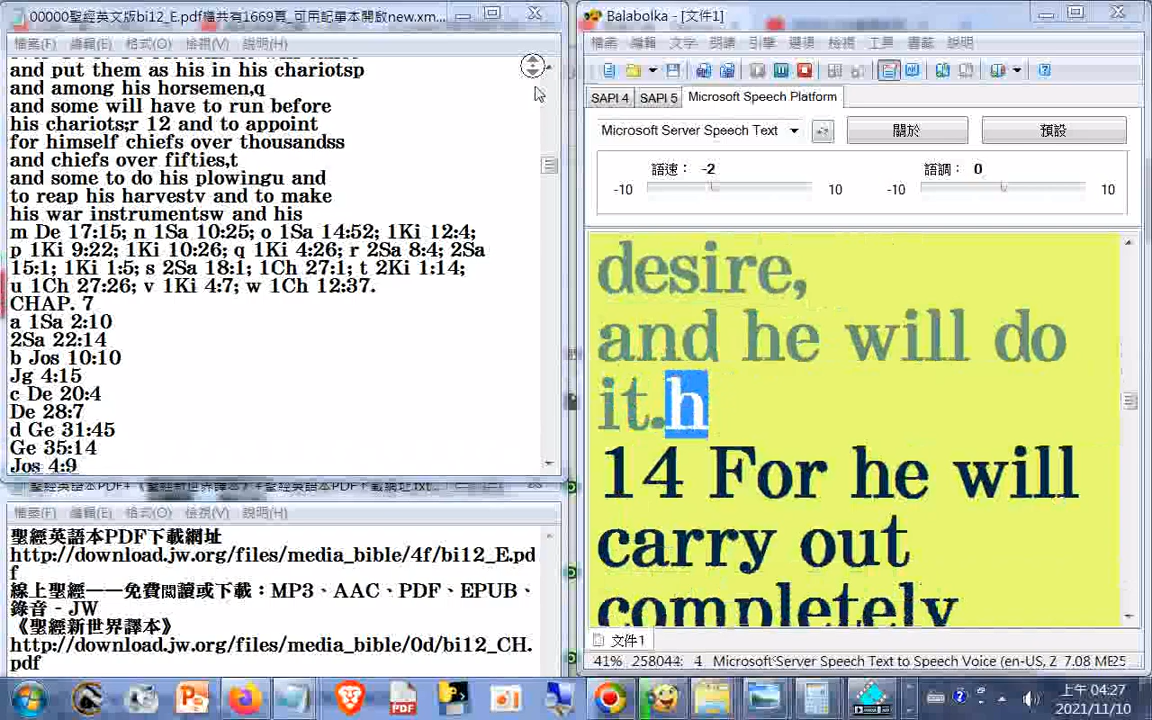 00000聖經英文版bi12_E.pdf檔共有1669頁_可用記事本開啟new.xm...
檔案(F) 編輯(E) 格式(O) 檢視(V) 說明(H)
and put them as his in his chariotsp
and among his horsemen,q
and some will have to run before
his chariots;r 12 and to appoint
for himself chiefs over thousandss
and chiefs over fifties,t
and some to do his plowingu and
to reap his harvestv and to make
his war instrumentsw and his
m De 17:15; n 1Sa 10:25; o 1Sa 14:52; 1Ki 12:4;
p 1Ki 9:22; 1Ki 10:26; q 1Ki 4:26; r 2Sa 8:4; 2Sa
15:1; 1Ki 1:5; s 2Sa 18:1; 1Ch 27:1; t 2Ki 1:14;
u 1Ch 27:26; v 1Ki 4:7; w 1Ch 12:37.
CHAP. 7
a 1Sa 2:10
2Sa 22:14
b Jos 10:10
Jg 4:15
c De 20:4
De 28:7
d Ge 31:45
Ge 35:14
Jos 4:9
檔案(F) 編輯(E) 格式(O) 檢視(V) 說明(H)
聖經英語本PDF下載網址
http://download.jw.org/files/media_bible/4f/bi12_E.pd
f
線上聖經——免費閱讀或下載：MP3、AAC、PDF、EPUB、
錄音 - JW
《聖經新世界譯本》
http://download.jw.org/files/media_bible/0d/bi12_CH.
pdf
Balabolka - [文件1]
檔案 編輯 文字 朗讀 引擎 選項 檢視 工具 書籤 說明
SAPI 4 SAPI 5 Microsoft Speech Platform
Microsoft Server Speech Text 關於 預設
語速： -2 語調： 0
-10 10 -10 10
desire,
and he will do
it.h
14 For he will
carry out
completely
文件1
41% 258044: 4 Microsoft Server Speech Text to Speech Voice (en-US, Z 7.08 ME25
上午 04:27
2021/11/10